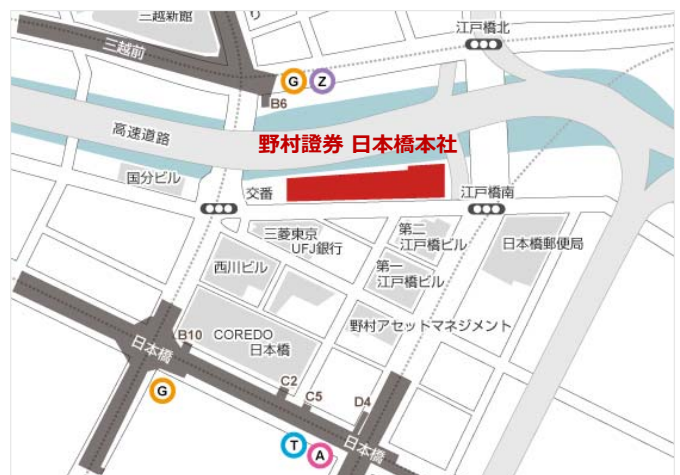 三越新館
り
江戸橋北
三越前
G
Z
B6
高速道路
野村證券 日本橋本社
国分ビル
交番
江戸橋南
三菱東京
UFJ銀行
第二
江戸橋ビル
日本橋郵便局
西川ビル
第一
江戸橋ビル
野村アセットマネジメント
B10
COREDO
日本橋
日本橋
G
C2
C5
D4
日本橋
T
A